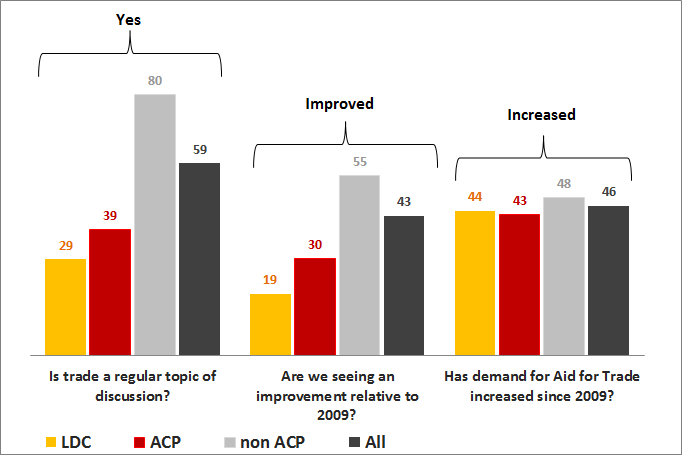 Yes
80
59
39
29
Improved
55
43
30
19
Increased
44
43
48
46
Is trade a regular topic of
discussion?
Are we seeing an
improvement relative to
2009?
Has demand for Aid for Trade
increased since 2009?
LDC ACP non ACP All